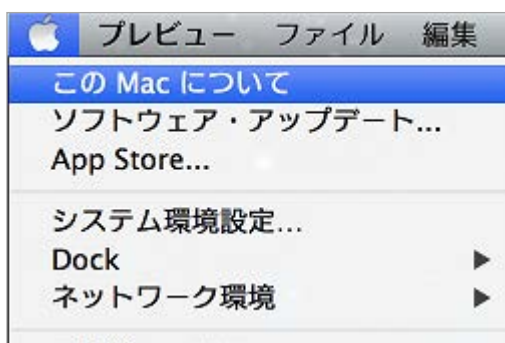 プレビュー ファイル 編集
この Mac について
ソフトウェア・アップデート...
App Store...
システム環境設定...
Dock
ネットワーク環境